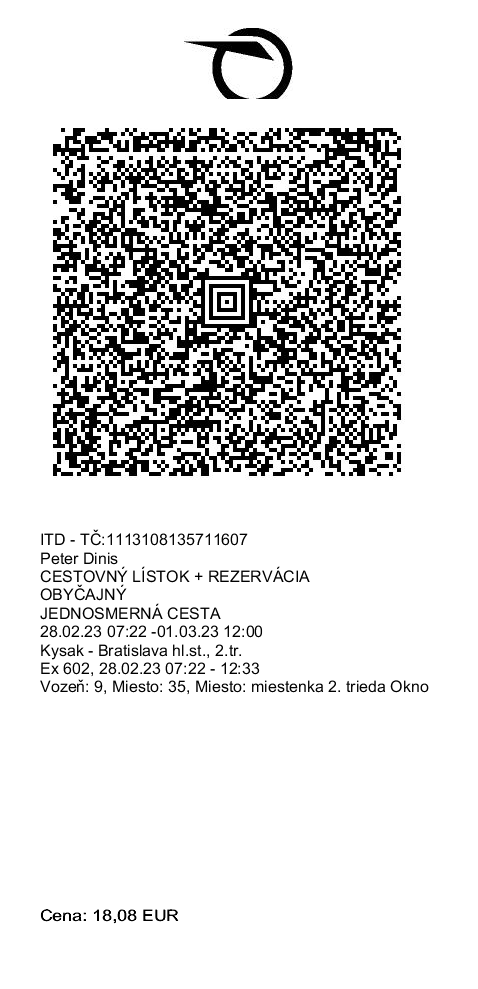 ITD - TČ:1113108135711607
Peter Dinis
CESTOVNÝ LÍSTOK + REZERVÁCIA
OBYČAJNÝ
JEDNOSMERNÁ CESTA
28.02.23 07:22 -01.03.23 12:00
Kysak - Bratislava hl.st., 2.tr.
Ex 602, 28.02.23 07:22 - 12:33
Vozeň: 9, Miesto: 35, Miesto: miestenka 2. trieda Okno
Cena: 18,08 EUR